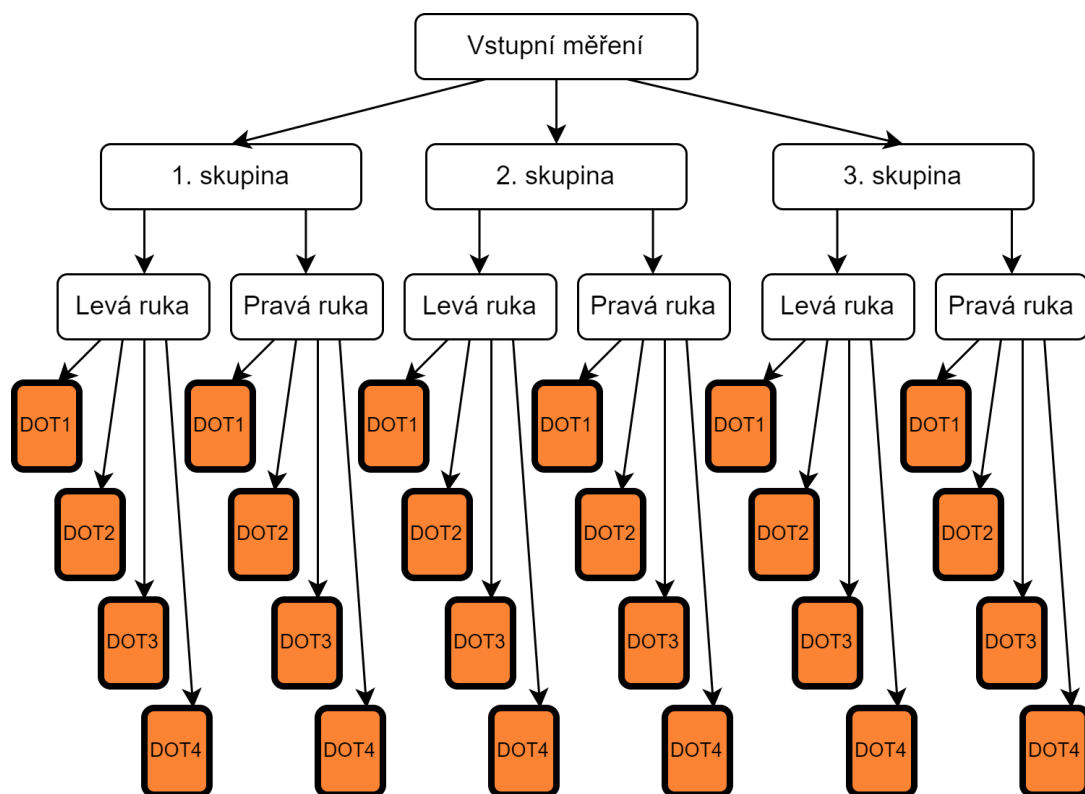 Vstupní měření
1. skupina
2. skupina
3. skupina
Levá ruka
Pravá ruka
Levá ruka
Pravá ruka
Levá ruka
Pravá ruka
DOT1
DOT1
DOT1
DOT1
DOT1
DOT1
DOT2
DOT2
DOT2
DOT2
DOT2
DOT2
DOT3
DOT3
DOT3
DOT3
DOT3
DOT3
DOT4
DOT4
DOT4
DOT4
DOT4
DOT4